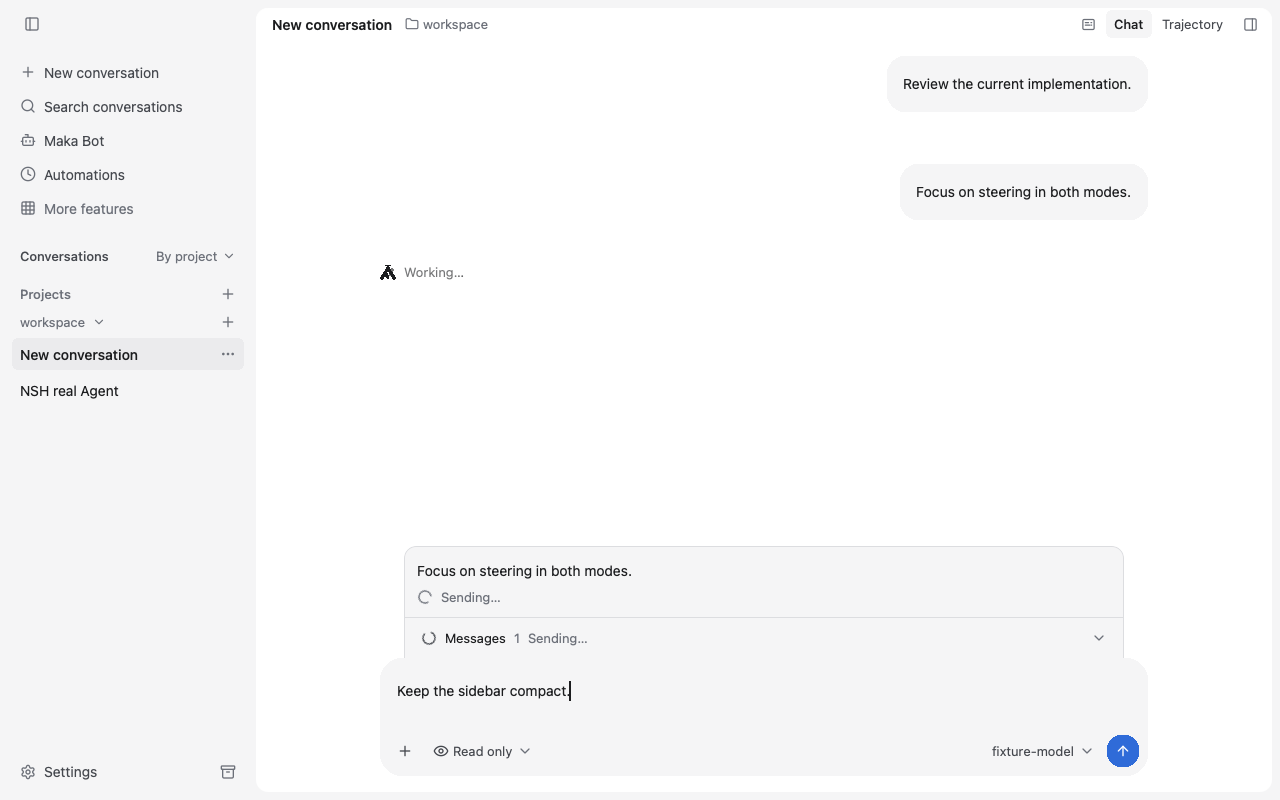 New conversation
Search conversations
Maka Bot
Automations
More features
Conversations
By project
Projects
workspace
New conversation
NSH real Agent
Settings
New conversation
workspace
Chat
Trajectory
Review the current implementation.
Focus on steering in both modes.
Working...
Focus on steering in both modes.
Sending...
Messages 1 Sending...
Keep the sidebar compact.
Read only
fixture-model